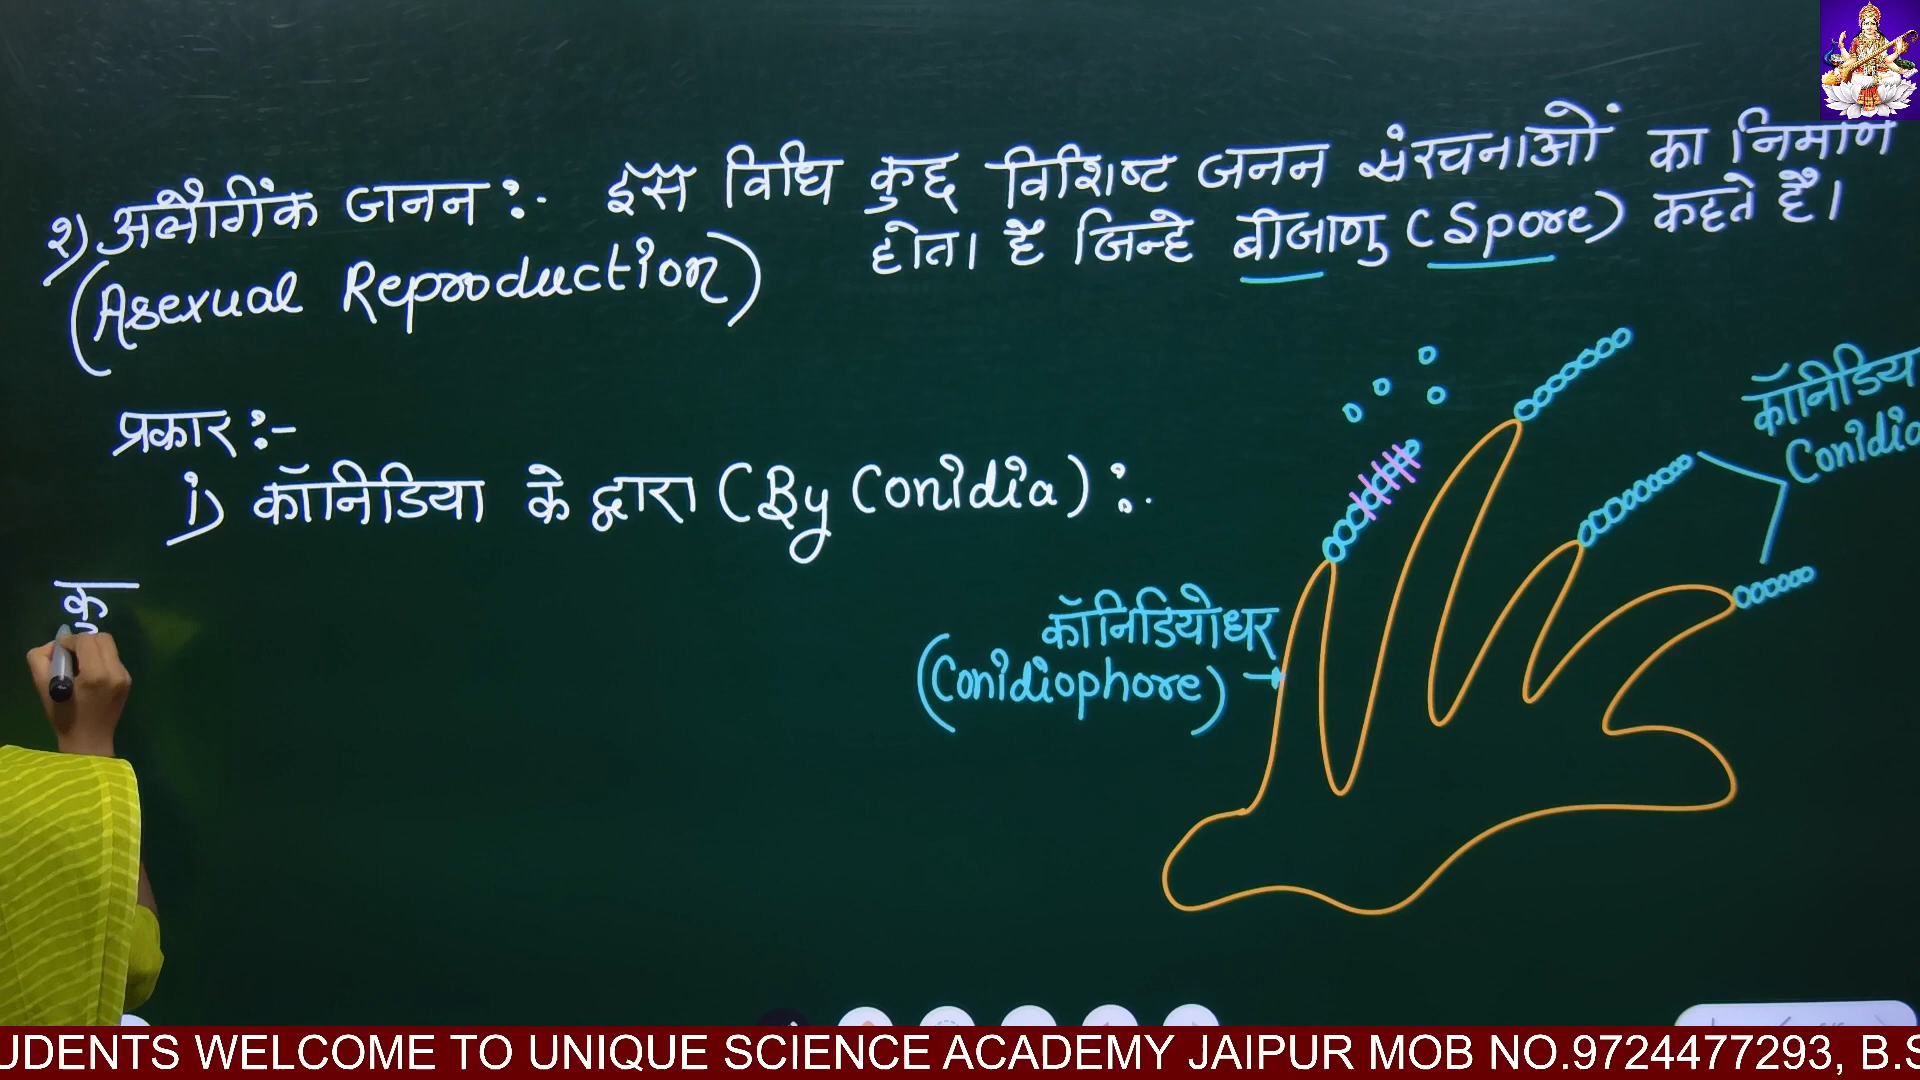 २) अलैगिंक जनन :- इस विधि कुछ विशिष्ट जनन संरचनाओं का निर्माण
(Asexual Reproduction) होता हैं जिन्हे बीजाणु (Spore) कहते हैं।
प्रकार :-
i) कॉनिडिया के द्वारा (By Conidia) :-
कु
कॉनिडिय
Conidia
कॉनिडियोधर
(Conidiophore) →
UDENTS WELCOME TO UNIQUE SCIENCE ACADEMY JAIPUR MOB NO.9724477293, B.S